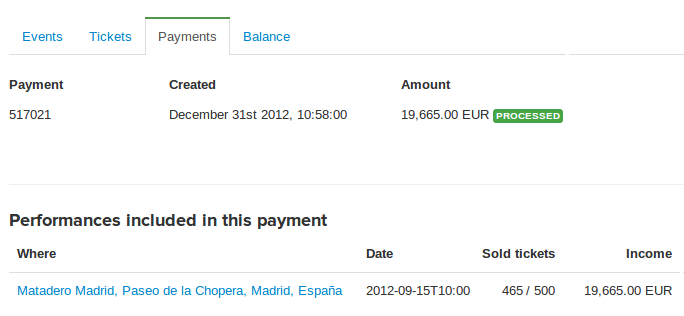 Events Tickets Payments Balance
Payment Created Amount
517021 December 31st 2012, 10:58:00 19,665.00 EUR PROCESSED
Performances included in this payment
Where Date Sold tickets Income
Matadero Madrid, Paseo de la Chopera, Madrid, España 2012-09-15T10:00 465 / 500 19,665.00 EUR